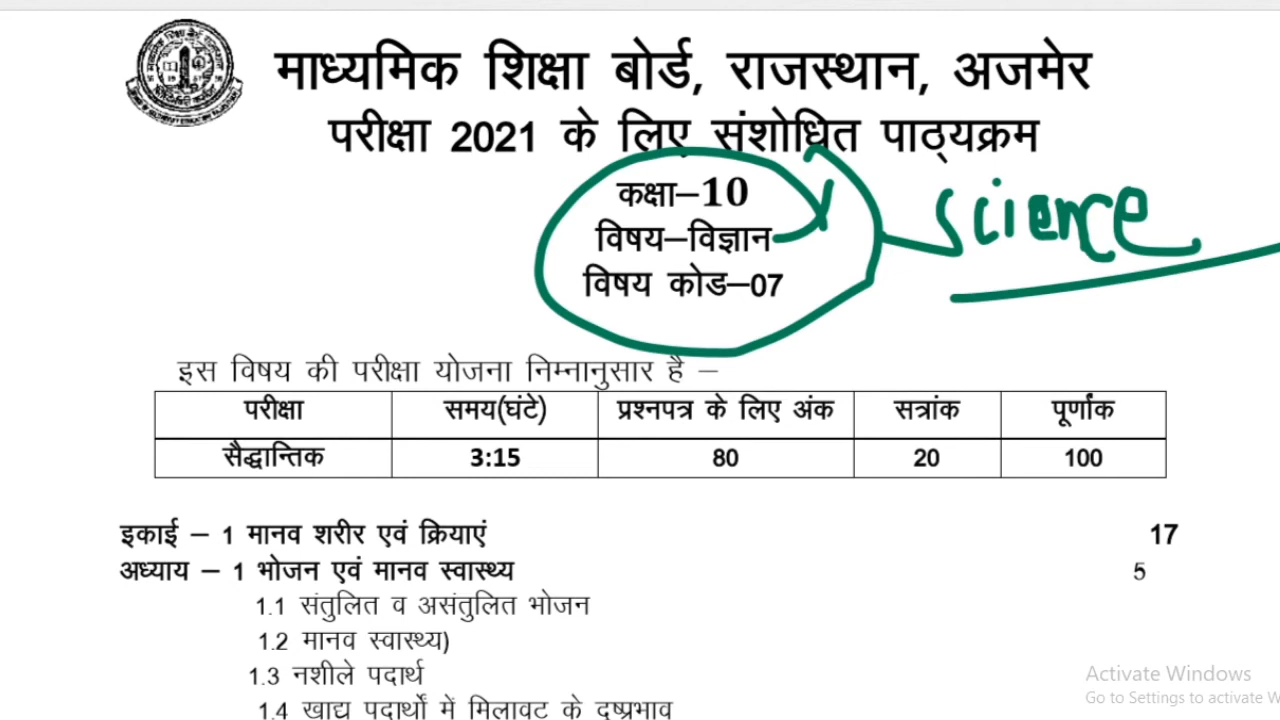 माध्यमिक शिक्षा बोर्ड, राजस्थान, अजमेर
परीक्षा 2021 के लिए संशोधित पाठ्यक्रम
कक्षा–10
विषय–विज्ञान
science
विषय कोड–07
इस विषय की परीक्षा योजना निम्नानुसार है –
परीक्षा समय(घंटे) प्रश्नपत्र के लिए अंक सत्रांक पूर्णांक
सैद्धान्तिक 3:15 80 20 100
इकाई – 1 मानव शरीर एवं क्रियाएं 17
अध्याय – 1 भोजन एवं मानव स्वास्थ्य 5
1.1 संतुलित व असंतुलित भोजन
1.2 मानव स्वास्थ्य)
1.3 नशीले पदार्थ
1.4 खाद्य पदार्थों में मिलावट के दुष्प्रभाव
Activate Windows
Go to Settings to activate W